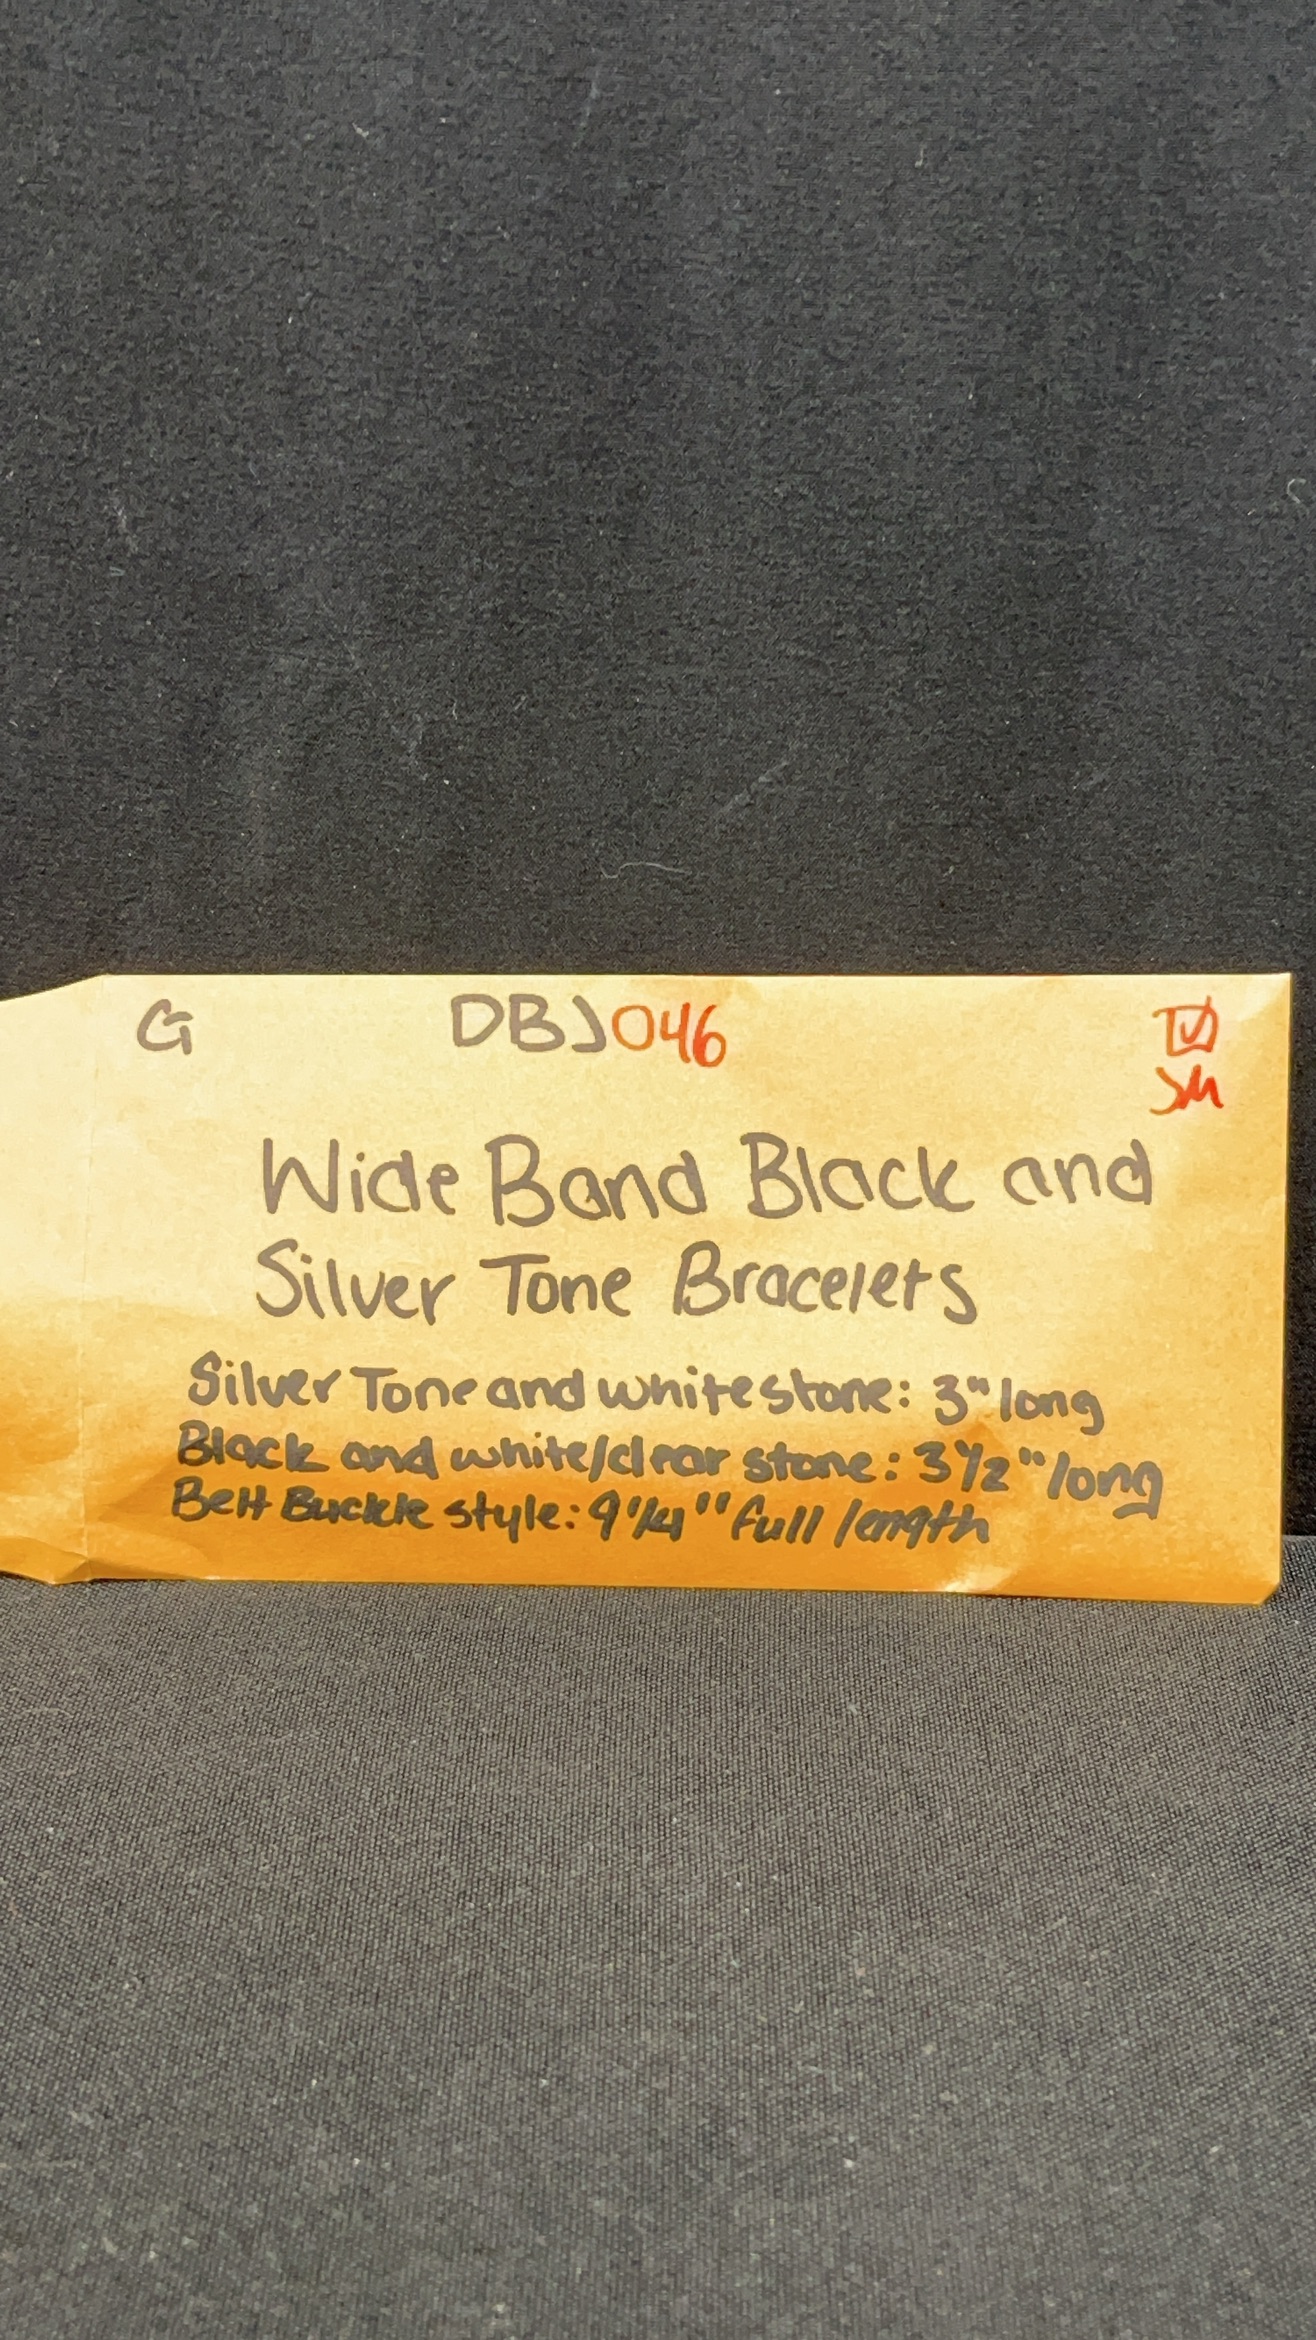 G DBJ046 ☑
SM
Wide Band Black and
Silver Tone Bracelets
Silver Tone and white stone: 3" long
Black and white/clear stone: 3 1/2" long
Belt Buckle style: 9 1/4" full length